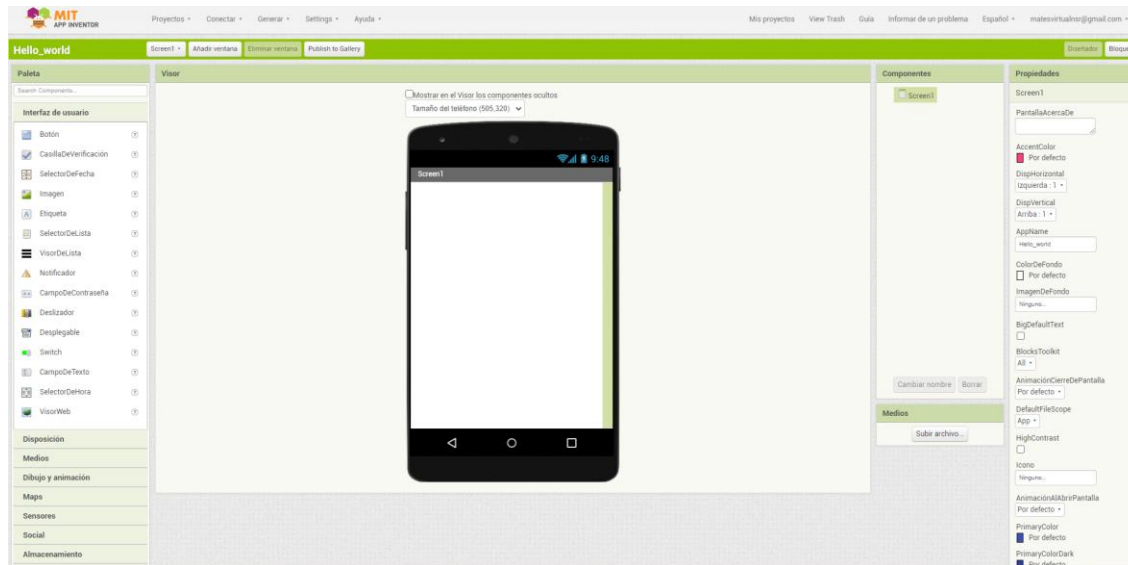 MIT
APP INVENTOR
Proyectos
Conectar
Generar
Settings
Ayuda
Mis proyectos
View Trash
Guía
Informar de un problema
Español
matesvirtualnsr@gmail.com
Hello_world
Screen1
Añadir ventana
Eliminar ventana
Publish to Gallery
Diseñador
Bloqu
Paleta
Search Components...
Interfaz de usuario
Botón
CasillaDeVerificación
SelectorDeFecha
Imagen
Etiqueta
SelectorDeLista
VisorDeLista
Notificador
CampoDeContraseña
Deslizador
Desplegable
Switch
CampoDeTexto
SelectorDeHora
VisorWeb
Disposición
Medios
Dibujo y animación
Maps
Sensores
Social
Almacenamiento
Visor
Mostrar en el Visor los componentes ocultos
Tamaño del teléfono (505,320)
9:48
Screen1
Componentes
Screen1
Cambiar nombre
Borrar
Medios
Subir archivo...
Propiedades
Screen1
PantallaAcercaDe
AccentColor
Por defecto
DispHorizontal
Izquierda : 1
DispVertical
Arriba : 1
AppName
Hello_world
ColorDeFondo
Por defecto
ImagenDeFondo
Ninguno...
BigDefaultText
BlocksToolkit
All
AnimaciónCierreDePantalla
Por defecto
DefaultFileScope
App
HighContrast
Icono
Ninguno...
AnimaciónAlAbrirPantalla
Por defecto
PrimaryColor
Por defecto
PrimaryColorDark
Por defecto